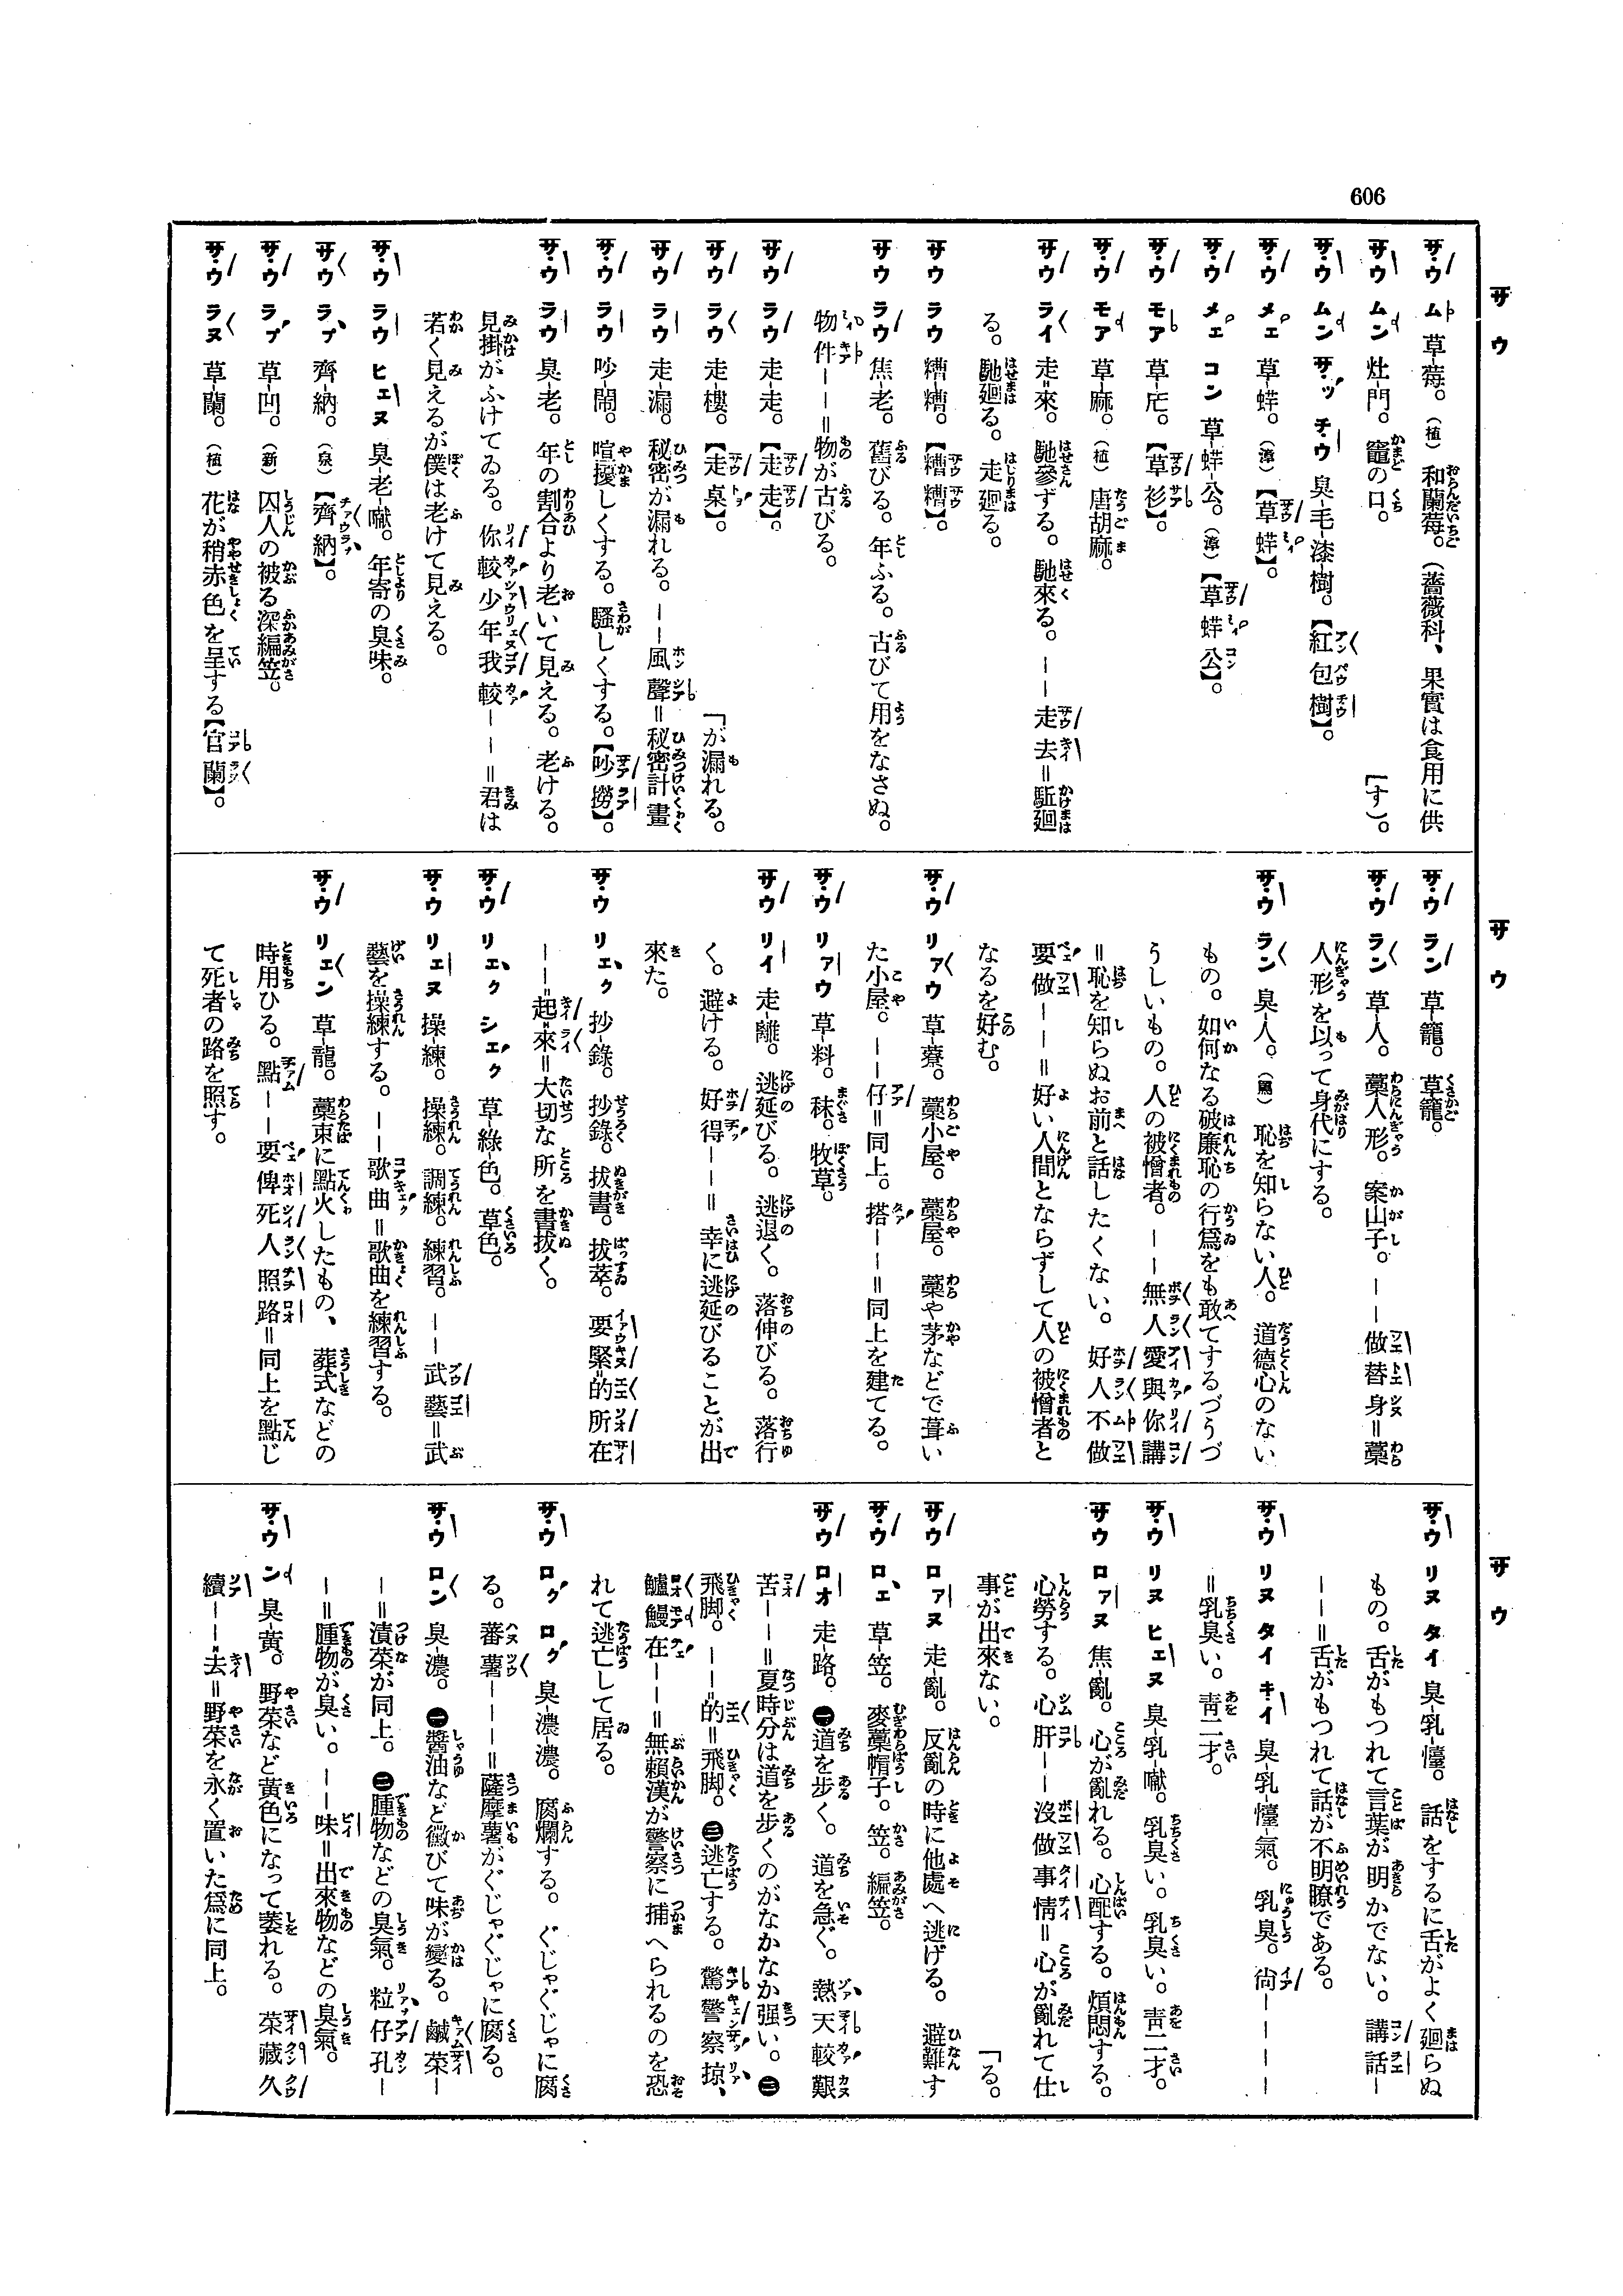 606
サウ
サウ
サウ
サ·ウ ム 草-莓。(植)和蘭莓。(薔薇科、果實は食用に供
サウ ムン 灶-門。竈の口。 [す)。
サ·ウ ムン サ·ッ チ·ウ 臭-毛-漆-樹。【紅包樹】。
サ·ウ メェ 草-蜢。(漳)【草蜢】。
サ·ウ メェ コン 草-蜢-公。(漳)【草蜢公】。
サ·ウ モア 草-疕。【草衫】。
サ·ウ モア 草-麻。(植)唐胡麻。
サウ ライ 走=來。馳參ずる。馳來る。――走去=駈廻
る。馳廻る。走廻る。
サウ ラウ 糟-糟。【糟糟】。
サウ ラウ 焦-老。舊びる。年ふる。古びて用をなさぬ。
物件――=物が古びる。
サウ ラウ 走-走。【走走】。
サウ ラウ 走-樓。【走桌】。
サウ ラウ 走-漏。秘密が漏れる。――風聲=秘密計畫
「が漏れる。
サ·ウ ラウ 吵-鬧。喧擾しくする。騷しくする。【吵撈】。
サ·ウ ラウ 臭-老。年の割合より老いて見える。老ける。
見掛がふけてゐる。你較少年我較――=君は
若く見えるが僕は老けて見える。
サ·ウ ラウ ヒェヌ 臭-老-嚈。年寄の臭味。
サウ ラプ 齊-納。(泉)【齊納】。
サ·ウ ラプ 草-凹。(新)囚人の被る深編笠。
サ·ウ ラヌ 草-蘭。(植)花が稍赤色を呈する【官蘭】。
サ·ウ ラン 草-籠。草籠。
サ·ウ ラン 草-人。藁人形。案山子。――做替身=藁
人形を以って身代にする。
サ·ウ ラン 臭-人。(罵)恥を知らない人。道德心のない
もの。如何なる破廉恥の行爲をも敢てするづうづ
うしいもの。人の被憎者。――無人愛與你講
=恥を知らぬお前と話したくない。好人不做
要做――=好い人間とならずして人の被憎者と
なるを好む。
サ·ウ リァウ 草-寮。藁小屋。藁屋。藁や茅などで葺い
た小屋。――仔=同上。搭――=同上を建てる。
サ·ウ リァウ 草-料。秣。牧草。
サウ リイ 走-離。逃延びる。逃退く。落伸びる。落行
く。避ける。好得――=幸に逃延びることが出
來た。
サ·ウ リェク 抄-錄。抄錄。拔書。拔萃。要緊=的所在
――=起=來=大切な所を書拔く。
サ·ウ リェク シェク 草-綠-色。草色。
サ·ウ リェヌ 操-練。操練。調練。練習。――武藝=武
藝を操練する。――歌曲=歌曲を練習する。
サ·ウ リェン 草-龍。藁束に點火したもの、葬式などの
時用ひる。點――要俾死人照路=同上を點じ
て死者の路を照す。
サ·ウ リヌ タイ 臭-乳-懛。話をするに舌がよく廻らぬ
もの。舌がもつれて言葉が明かでない。講話―
――=舌がもつれて話が不明瞭である。
サ·ウ リヌ タイ キ·イ 臭-乳-懛-氣。乳臭。尙――――
=乳臭い。靑二才。
サ·ウ リヌ ヒェヌ 臭-乳-嚈。乳臭い。乳臭い。靑二才。
サウ ロァヌ 焦-亂。心が亂れる。心配する。煩悶する。
心勞する。心肝――沒做事情=心が亂れて仕
事が出來ない。
サウ ロァヌ 走-亂。反亂の時に他處へ逃げる。避難す
「る。
サ·ウ ロェ 草-笠。麥藁帽子。笠。編笠。
サウ ロオ 走-路。㊀道を步く。道を急ぐ。熱天較艱
苦――=夏時分は道を步くのがなかなか强い。㊁
飛脚。――=的=飛脚。㊂逃亡する。驚警察掠、
鱸鰻在――=無賴漢が警察に捕へられるのを恐
れて逃亡して居る。
サ·ウ ログ ログ 臭-濃-濃。腐爛する。ぐじゃぐじゃに腐
る。蕃薯―――=薩摩薯がぐじゃぐじゃに腐る。
サ·ウ ロン 臭-濃。㊀醬油など黴びて味が變る。鹹菜―
―=漬菜が同上。㊁腫物などの臭氣。粒仔孔―
―=腫物が臭い。――味=出來物などの臭氣。
サ·ウ ン 臭-黃。野菜など黃色になって萎れる。菜藏久
續――=去=野菜を永く置いた爲に同上。